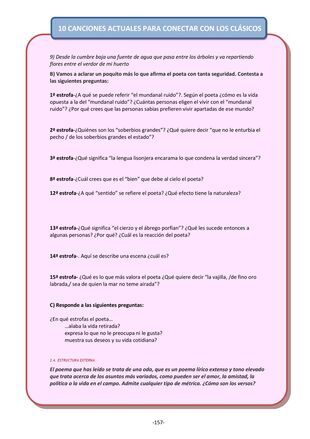 10 CANCIONES ACTUALES PARA CONECTAR CON LOS CLÁSICOS
9) Desde la cumbre baja una fuente de agua que pasa entre los árboles y va repartiendo
flores entre el verdor de mi huerto
B) Vamos a aclarar un poquito más lo que afirma el poeta con tanta seguridad. Contesta a
las siguientes preguntas:
1ª estrofa-¿A qué se puede referir "el mundanal ruido"?. Según el poeta ¿cómo es la vida
opuesta a la del "mundanal ruido"? ¿Cuántas personas eligen el vivir con el "mundanal
ruido"? ¿Por qué crees que las personas sabias prefieren vivir apartadas de ese mundo?
2ª estrofa-¿Quiénes son los "soberbios grandes"? ¿Qué quiere decir "que no le enturbia el
pecho / de los soberbios grandes el estado"?
3ª estrofa-¿Qué significa "la lengua lisonjera encarama lo que condena la verdad sincera"?
8ª estrofa-¿Cuál crees que es el "bien" que debe al cielo el poeta?
12ª estrofa-¿A qué "sentido" se refiere el poeta? ¿Qué efecto tiene la naturaleza?
13ª estrofa-¿Qué significa "el cierzo y el ábrego porfían"? ¿Qué les sucede entonces a
algunas personas? ¿Por qué? ¿Cuál es la reacción del poeta?
14ª estrofa-. Aquí se describe una escena ¿cuál es?
15ª estrofa- ¿Qué es lo que más valora el poeta ¿Qué quiere decir "la vajilla, /de fino oro
labrada,/ sea de quien la mar no teme airada"?
C) Responde a las siguientes preguntas:
¿En qué estrofas el poeta...
...alaba la vida retirada?
expresa lo que no le preocupa ni le gusta?
muestra sus deseos y su vida cotidiana?
2.4. ESTRUCTURA EXTERNA
El poema que has leído se trata de una oda, que es un poema lírico extenso y tono elevado
que trata acerca de los asuntos más variados, como pueden ser el amor, la amistad, la
política o la vida en el campo. Admite cualquier tipo de métrica. ¿Cómo son los versos?
-157-